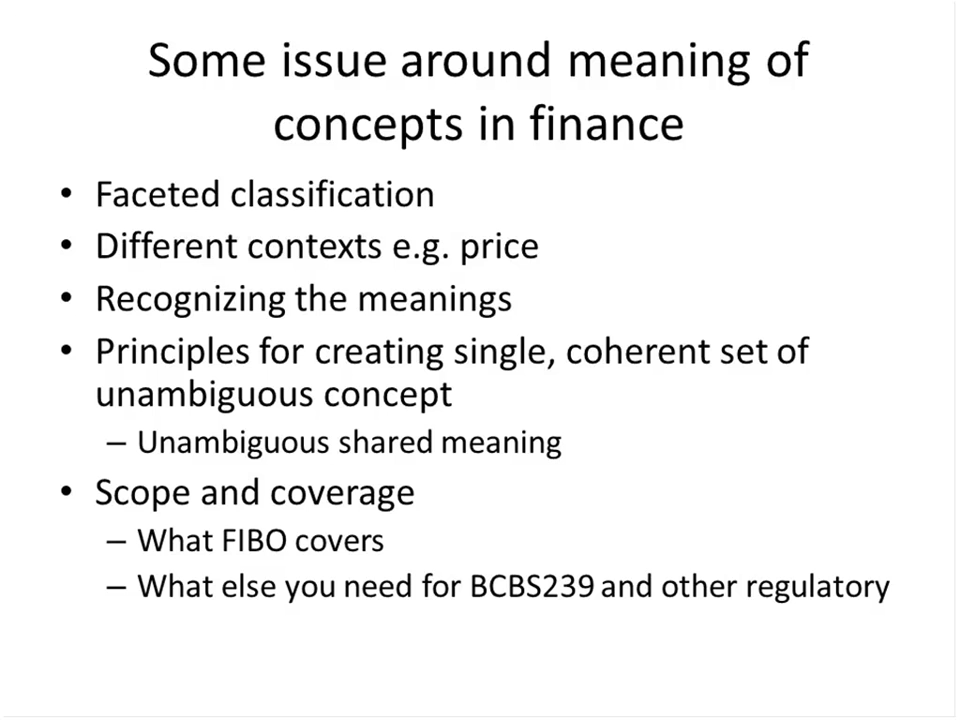 Some issue around meaning of
concepts in finance
• Faceted classification
• Different contexts e.g. price
• Recognizing the meanings
• Principles for creating single, coherent set of
unambiguous concept
– Unambiguous shared meaning
• Scope and coverage
– What FIBO covers
– What else you need for BCBS239 and other regulatory